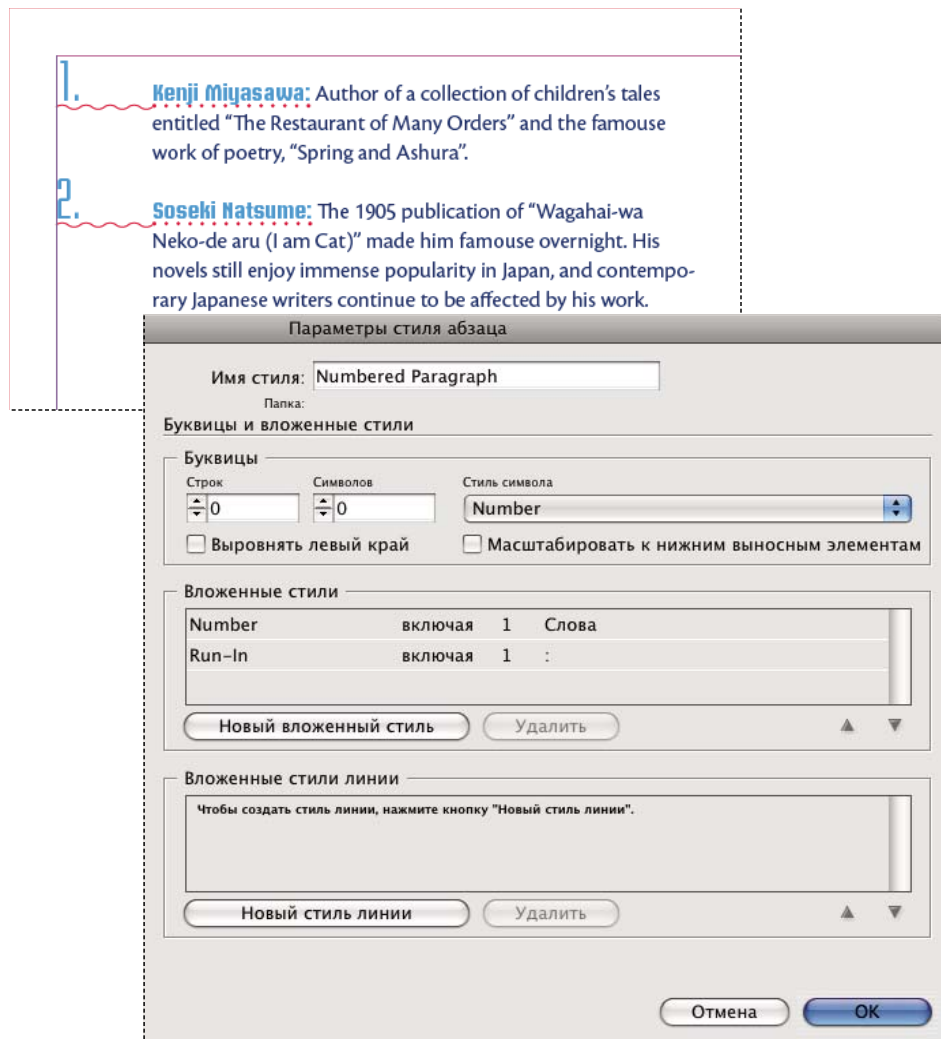 1. Kenji Miyasawa: Author of a collection of children’s tales
entitled “The Restaurant of Many Orders” and the famouse
work of poetry, “Spring and Ashura”.
2. Soseki Natsume: The 1905 publication of “Wagahai-wa
Neko-de aru (I am Cat)” made him famouse overnight. His
novels still enjoy immense popularity in Japan, and contempo-
rary Japanese writers continue to be affected by his work.
Параметры стиля абзаца
Имя стиля: Numbered Paragraph
Папка:
Буквицы и вложенные стили
Буквицы
Строк Символов Стиль символа
0 0 Number
Выровнять левый край Масштабировать к нижним выносным элементам
Вложенные стили
Number включая 1 Слова
Run-In включая 1 :
Новый вложенный стиль Удалить
Вложенные стили линии
Чтобы создать стиль линии, нажмите кнопку "Новый стиль линии".
Новый стиль линии Удалить
Отмена OK